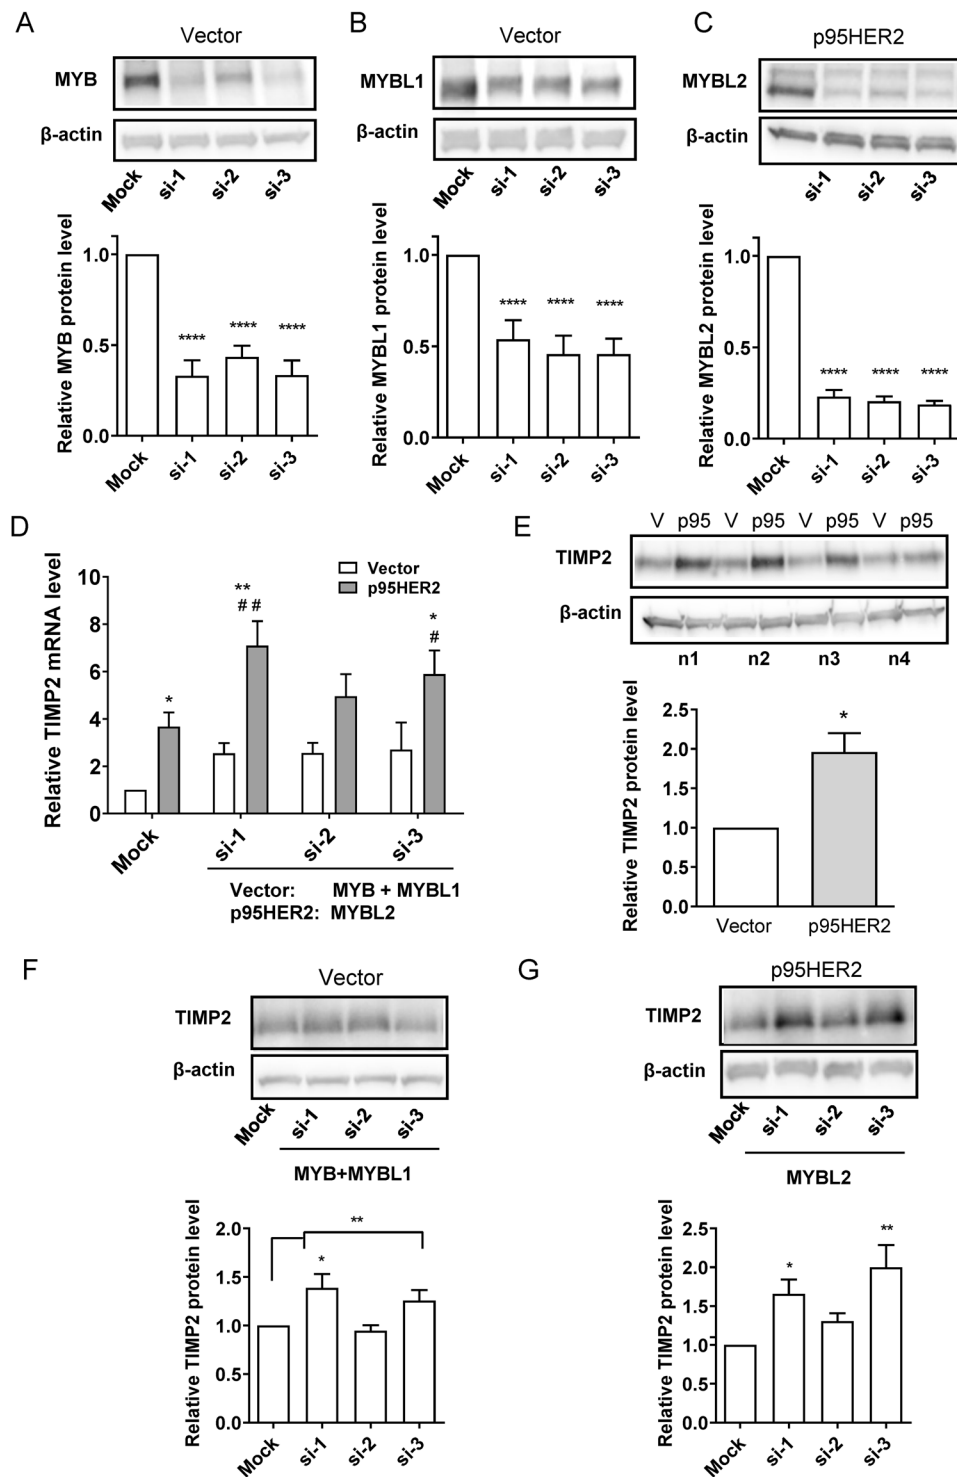 A
Vector
MYB
β-actin
Mock si-1 si-2 si-3
Relative MYB protein level
1.0
0.5
0.0
**** **** ****
Mock si-1 si-2 si-3
B
Vector
MYBL1
β-actin
Mock si-1 si-2 si-3
Relative MYBL1 protein level
1.0
0.5
0.0
**** **** ****
Mock si-1 si-2 si-3
C
p95HER2
MYBL2
β-actin
Mock si-1 si-2 si-3
Relative MYBL2 protein level
1.0
0.5
0.0
**** **** ****
Mock si-1 si-2 si-3
D
Relative TIMP2 mRNA level
10
8
6
4
2
0
Vector
p95HER2
*
**
##
*
#
Mock si-1 si-2 si-3
Vector: MYB + MYBL1
p95HER2: MYBL2
E
V p95 V p95 V p95 V p95
TIMP2
β-actin
n1 n2 n3 n4
Relative TIMP2 protein level
2.5
2.0
1.5
1.0
0.5
0.0
*
Vector p95HER2
F
Vector
TIMP2
β-actin
Mock si-1 si-2 si-3
MYB+MYBL1
Relative TIMP2 protein level
2.0
1.5
1.0
0.5
0.0
**
*
Mock si-1 si-2 si-3
G
p95HER2
TIMP2
β-actin
Mock si-1 si-2 si-3
MYBL2
Relative TIMP2 protein level
2.5
2.0
1.5
1.0
0.5
0.0
* **
Mock si-1 si-2 si-3